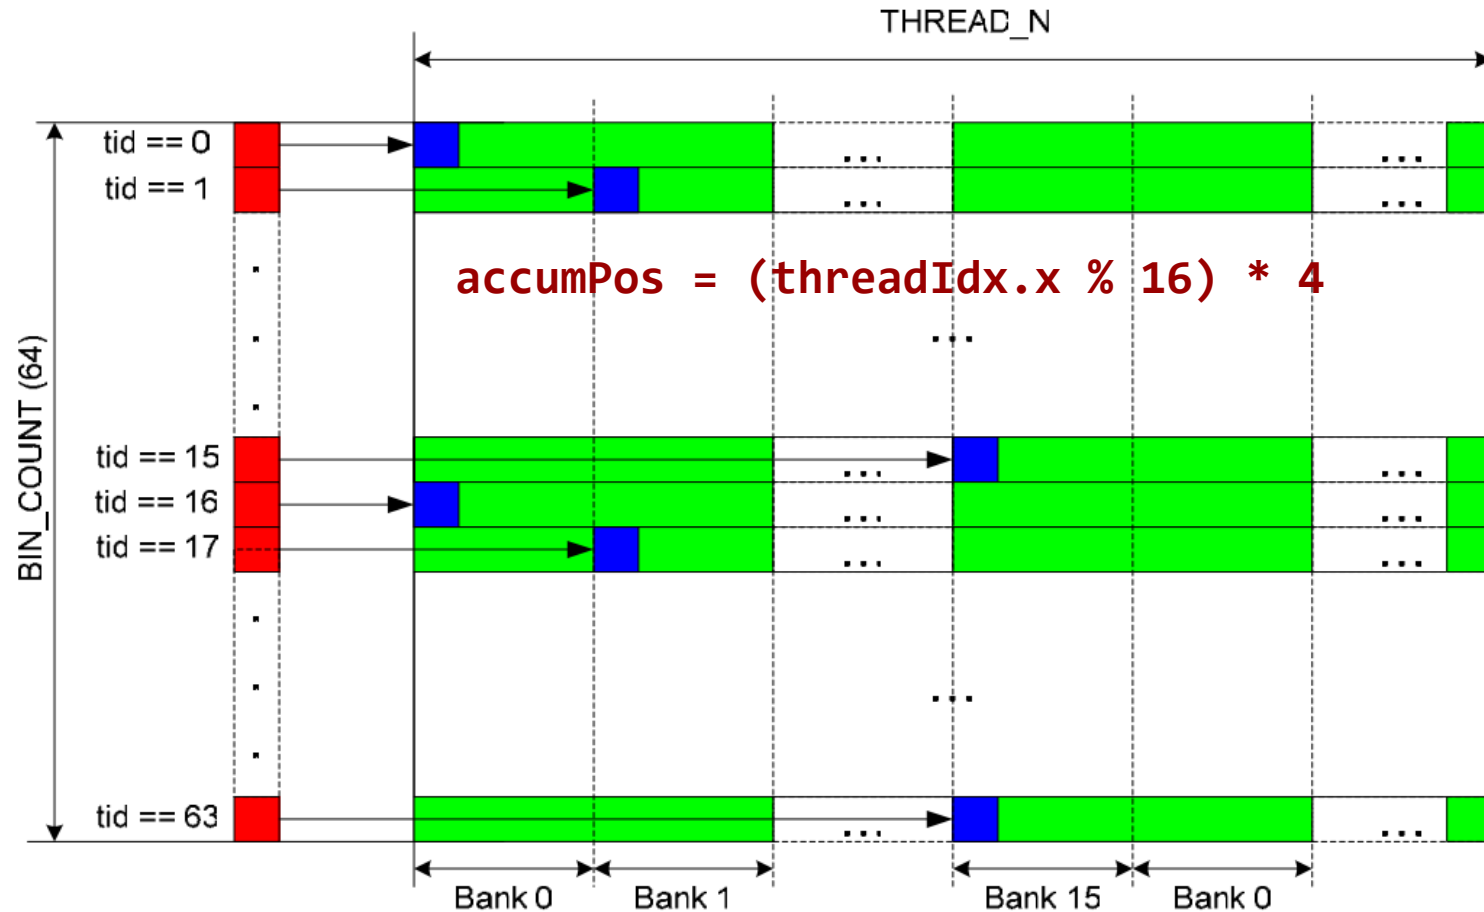 THREAD_N
tid == 0
... ...
tid == 1
... ...
accumPos = (threadIdx.x % 16) * 4
...
BIN_COUNT (64)
tid == 15
... ...
tid == 16
... ...
tid == 17
... ...
...
tid == 63
... ...
Bank 0 Bank 1 Bank 15 Bank 0